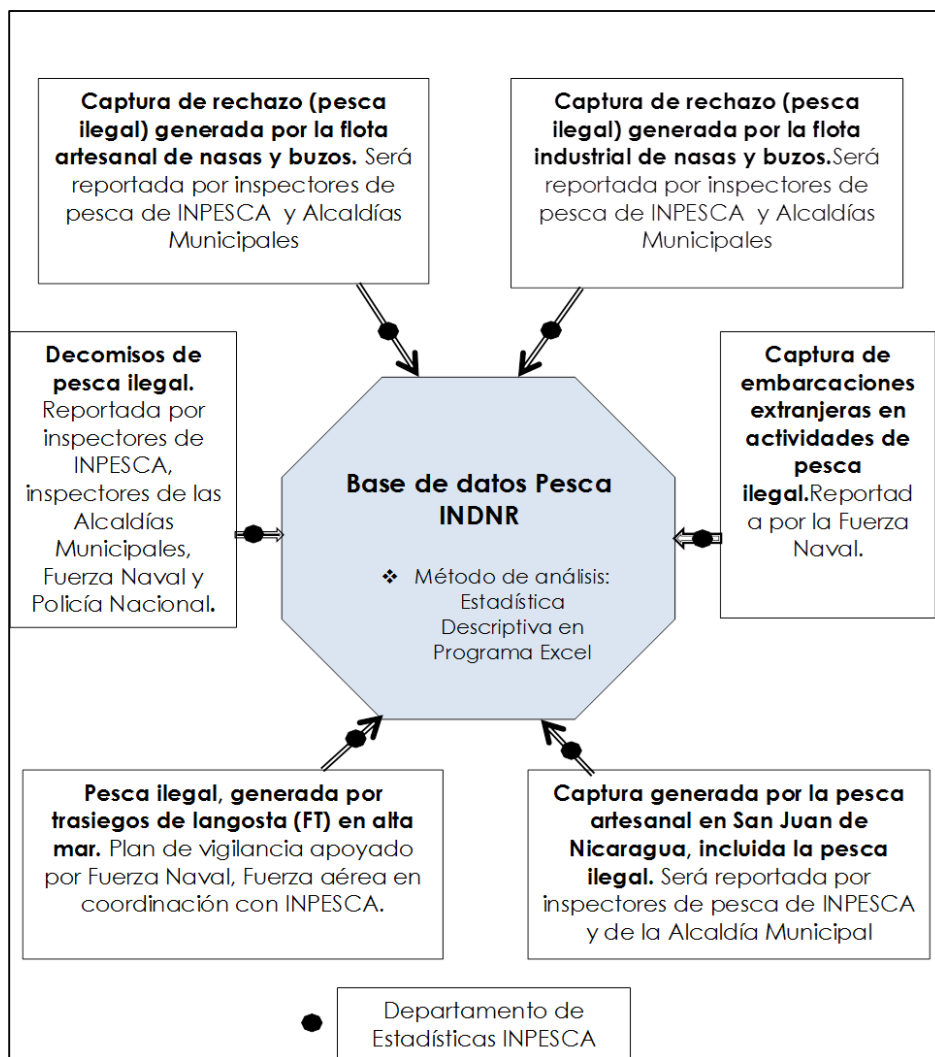 Captura de rechazo (pesca
ilegal) generada por la flota
artesanal de nasas y buzos. Será
reportada por inspectores de
pesca de INPESCA y Alcaldías
Municipales
Captura de rechazo (pesca
ilegal) generada por la flota
industrial de nasas y buzos.Será
reportada por inspectores de
pesca de INPESCA y Alcaldías
Municipales
Decomisos de
pesca ilegal.
Reportada por
inspectores de
INPESCA,
inspectores de las
Alcaldías
Municipales,
Fuerza Naval y
Policía Nacional.
Base de datos Pesca
INDNR
❖ Método de análisis:
Estadística
Descriptiva en
Programa Excel
Captura de
embarcaciones
extranjeras en
actividades de
pesca
ilegal.Reportad
a por la Fuerza
Naval.
Pesca ilegal, generada por
trasiegos de langosta (FT) en alta
mar. Plan de vigilancia apoyado
por Fuerza Naval, Fuerza aérea en
coordinación con INPESCA.
Captura generada por la pesca
artesanal en San Juan de
Nicaragua, incluida la pesca
ilegal. Será reportada por
inspectores de pesca de INPESCA
y de la Alcaldía Municipal
Departamento de
Estadísticas INPESCA